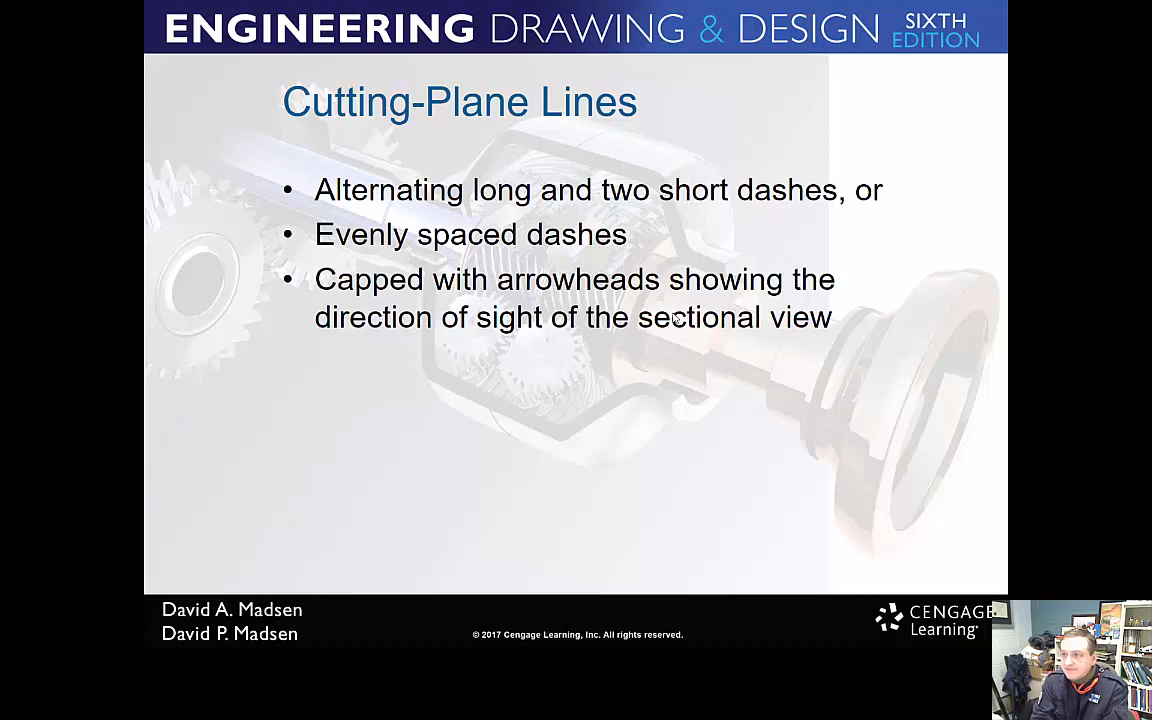 ENGINEERING DRAWING & DESIGN SIXTH EDITION
Cutting-Plane Lines
• Alternating long and two short dashes, or
• Evenly spaced dashes
• Capped with arrowheads showing the
direction of sight of the sectional view
David A. Madsen
David P. Madsen
© 2017 Cengage Learning, Inc. All rights reserved.
CENGAGE
Learning